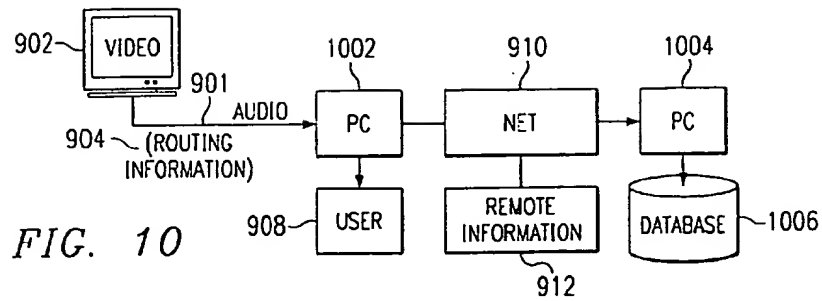 902
VIDEO
901
AUDIO
904
(ROUTING
INFORMATION)
1002
PC
908
USER
910
NET
REMOTE
INFORMATION
912
1004
PC
DATABASE
1006
FIG. 10